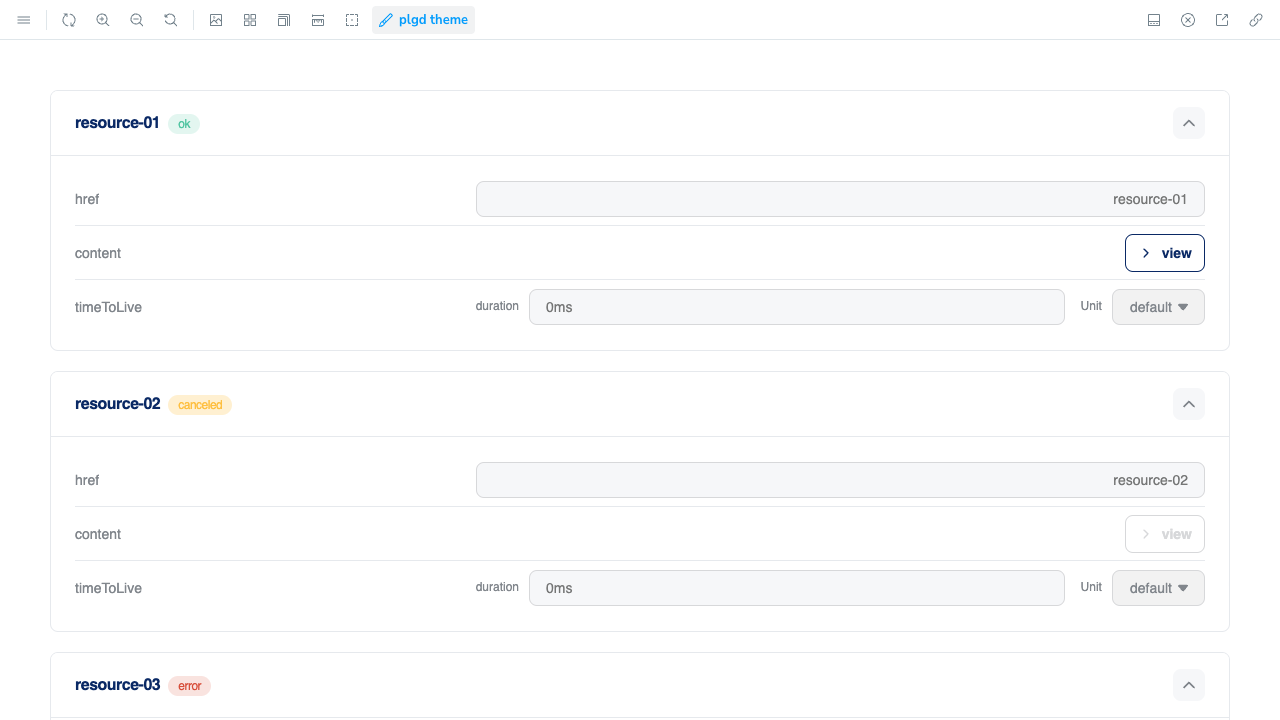 plgd theme
resource-01 ok
href resource-01
content view
timeToLive duration 0ms Unit default
resource-02 canceled
href resource-02
content view
timeToLive duration 0ms Unit default
resource-03 error